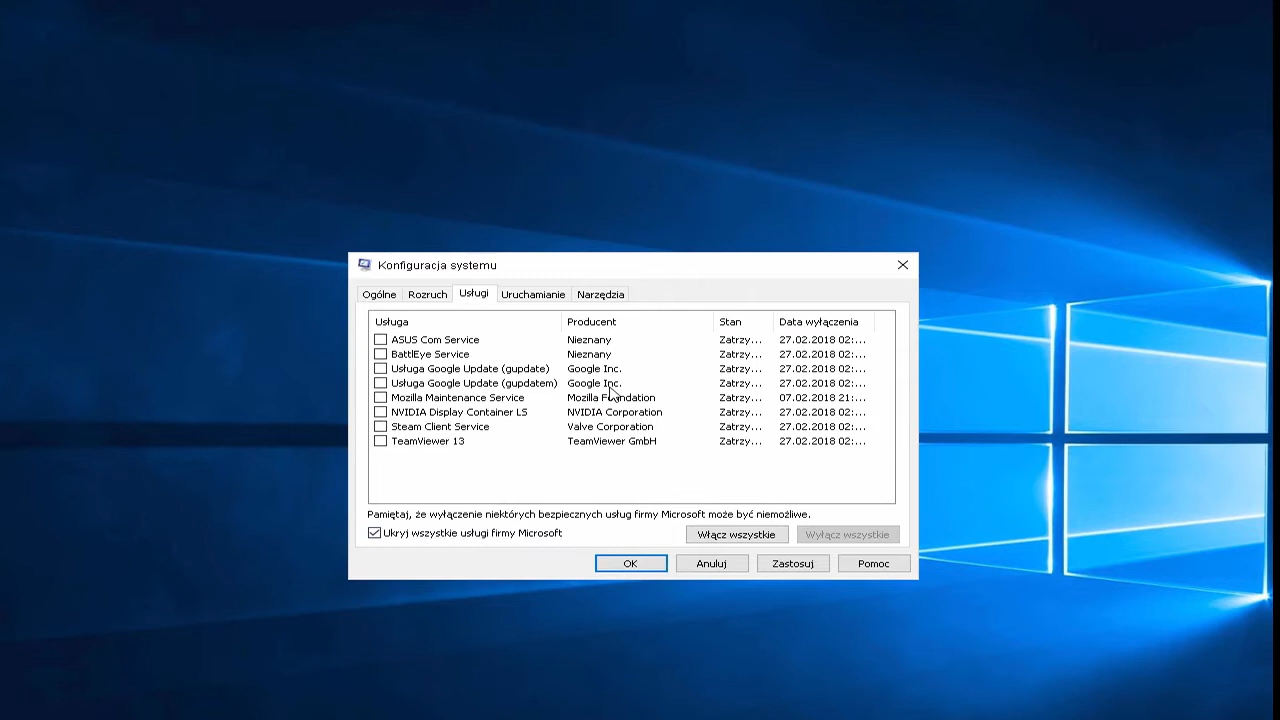 Konfiguracja systemu
Ogólne Rozruch Usługi Uruchamianie Narzędzia
Usługa Producent Stan Data wyłączenia
ASUS Com Service Nieznany Zatrzy... 27.02.2018 02:...
BattlEye Service Nieznany Zatrzy... 27.02.2018 02:...
Usługa Google Update (gupdate) Google Inc. Zatrzy... 27.02.2018 02:...
Usługa Google Update (gupdatem) Google Inc. Zatrzy... 27.02.2018 02:...
Mozilla Maintenance Service Mozilla Foundation Zatrzy... 07.02.2018 21:...
NVIDIA Display Container LS NVIDIA Corporation Zatrzy... 27.02.2018 02:...
Steam Client Service Valve Corporation Zatrzy... 27.02.2018 02:...
TeamViewer 13 TeamViewer GmbH Zatrzy... 27.02.2018 02:...
Pamiętaj, że wyłączenie niektórych bezpiecznych usług firmy Microsoft może być niemożliwe.
Ukryj wszystkie usługi firmy Microsoft Włącz wszystkie Wyłącz wszystkie
OK Anuluj Zastosuj Pomoc